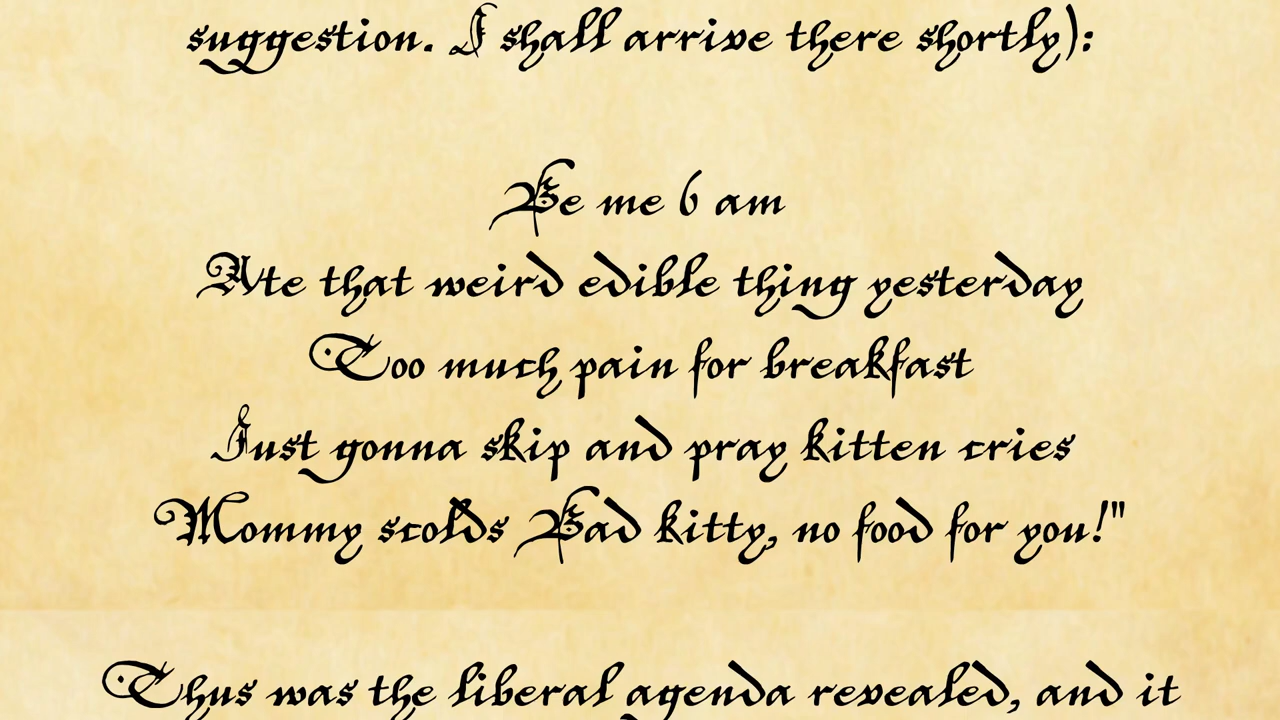 suggestion. I shall arrive there shortly):
Be me 6 am
Ate that weird edible thing yesterday
Too much pain for breakfast
Just gonna skip and pray kitten cries
Mommy scolds Bad kitty, no food for you!"
Thus was the liberal agenda revealed, and it